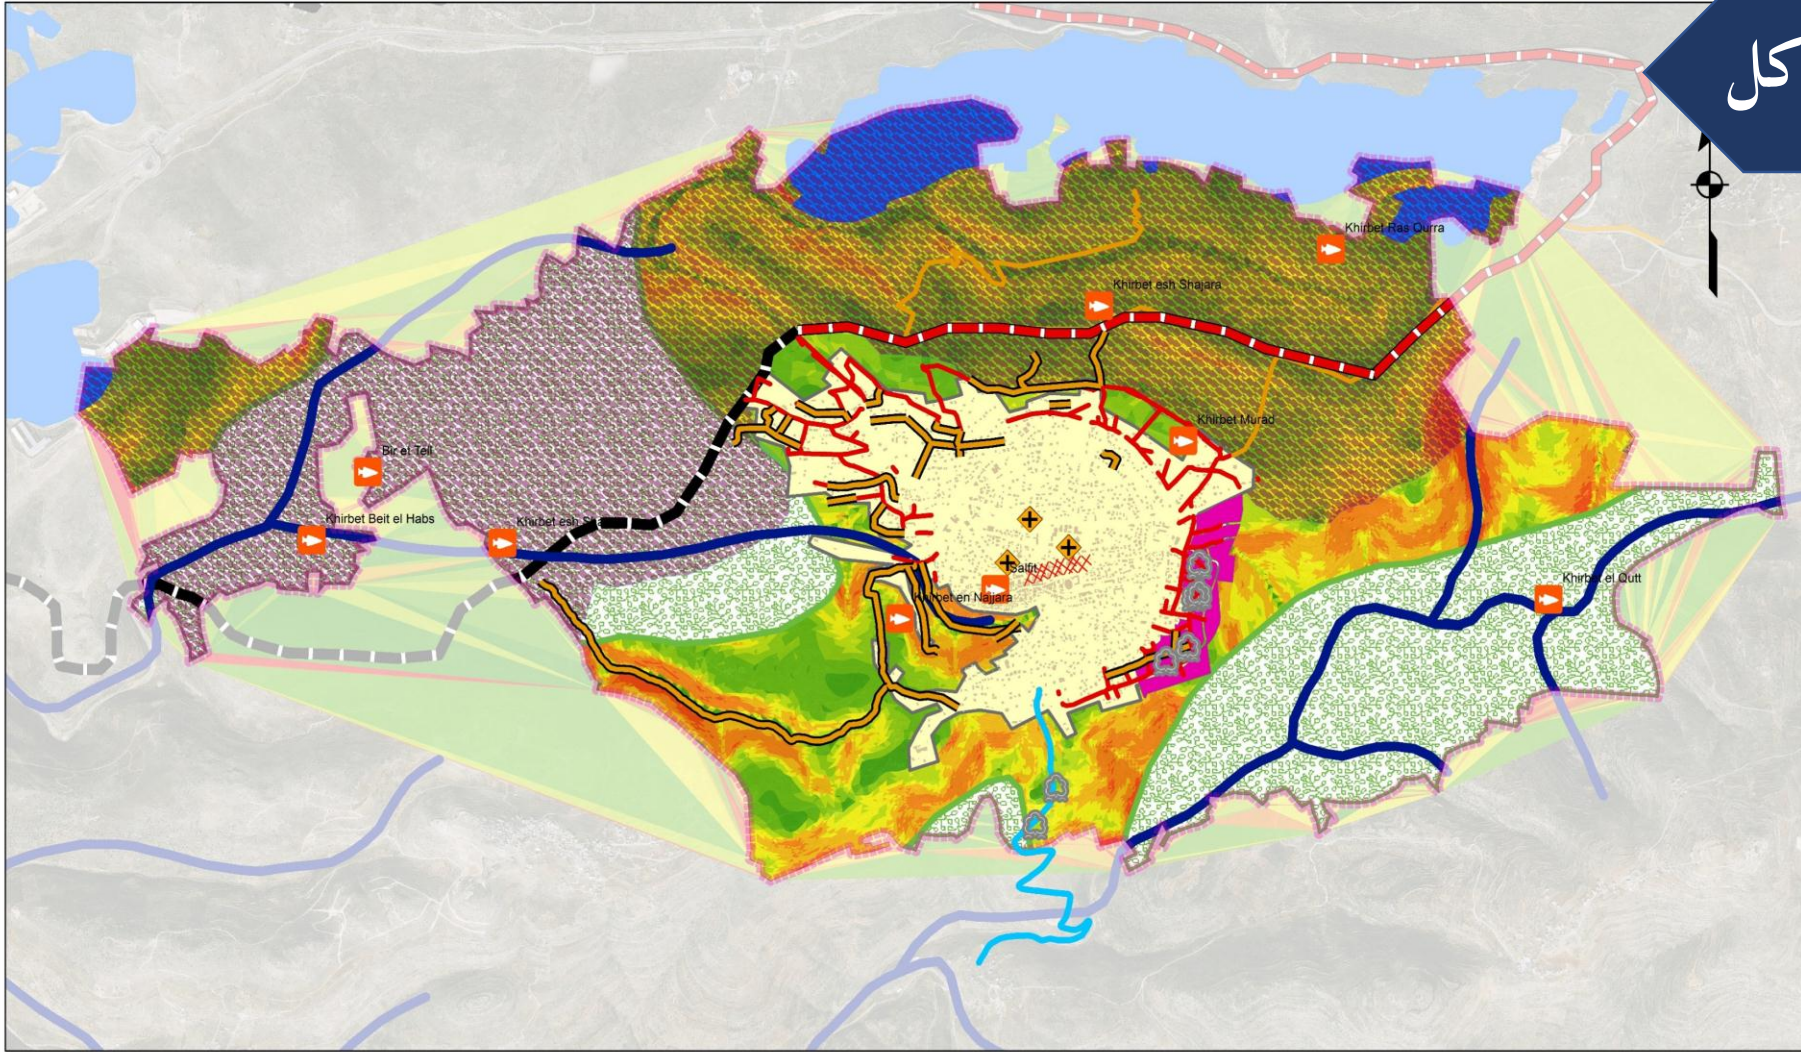 كل
Khirbet Ras Qurra
Khirbet esh Shajara
Khirbet Murad
Bir et Tell
Khirbet Beit el Habs
Khirbet esh
Salfit
Khirbet el Qutt
Khirbet en Najjara